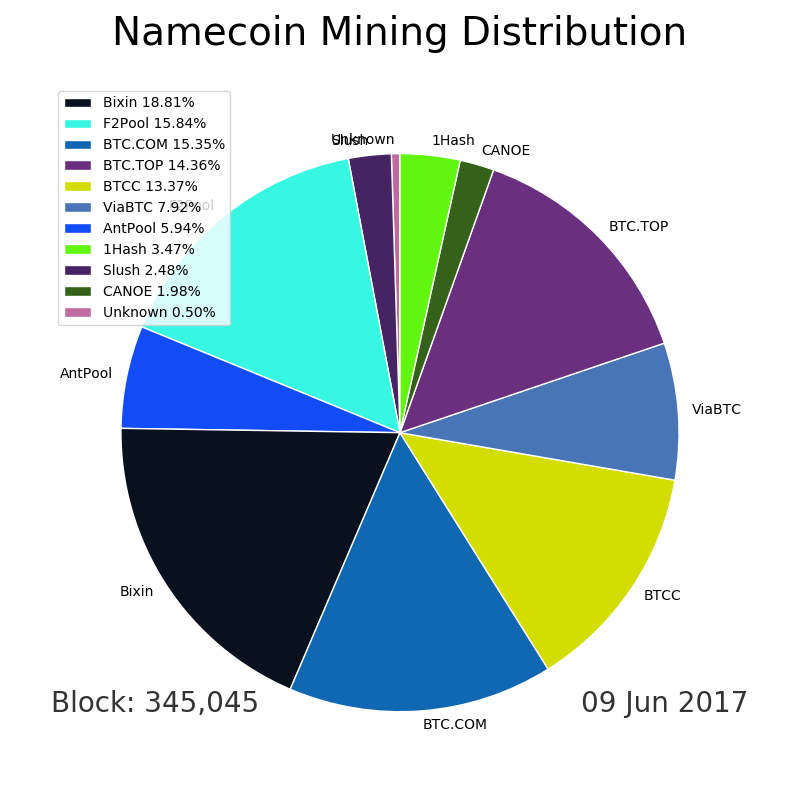 Namecoin Mining Distribution
Bixin 18.81%
F2Pool 15.84%
BTC.COM 15.35%
BTC.TOP 14.36%
BTCC 13.37%
ViaBTC 7.92%
AntPool 5.94%
1Hash 3.47%
Slush 2.48%
CANOE 1.98%
Unknown 0.50%
Unknown
Slush
1Hash
CANOE
F2Pool
BTC.TOP
AntPool
ViaBTC
Bixin
BTCC
Block: 345,045
09 Jun 2017
BTC.COM